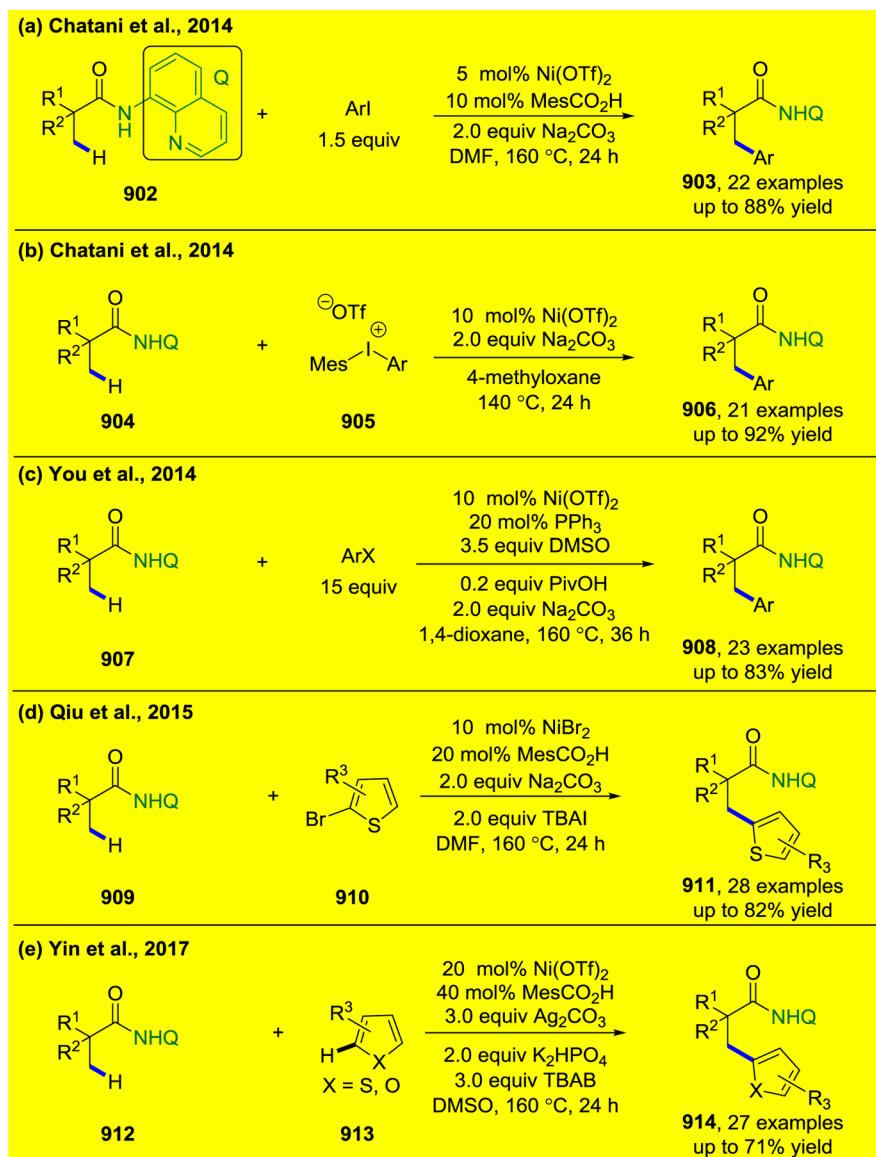 (a) Chatani et al., 2014
O
R1
R2
N
H
H
N
Q
902
+
ArI
1.5 equiv
5 mol% Ni(OTf)2
10 mol% MesCO2H
2.0 equiv Na2CO3
DMF, 160 °C, 24 h
O
R1
R2
NHQ
Ar
903, 22 examples
up to 88% yield
(b) Chatani et al., 2014
O
R1
R2
NHQ
H
904
+
⊖OTf
⊕
Mes I Ar
905
10 mol% Ni(OTf)2
2.0 equiv Na2CO3
4-methyloxane
140 °C, 24 h
O
R1
R2
NHQ
Ar
906, 21 examples
up to 92% yield
(c) You et al., 2014
O
R1
R2
NHQ
H
907
+
ArX
15 equiv
10 mol% Ni(OTf)2
20 mol% PPh3
3.5 equiv DMSO
0.2 equiv PivOH
2.0 equiv Na2CO3
1,4-dioxane, 160 °C, 36 h
O
R1
R2
NHQ
Ar
908, 23 examples
up to 83% yield
(d) Qiu et al., 2015
O
R1
R2
NHQ
H
909
+
R3
Br
S
910
10 mol% NiBr2
20 mol% MesCO2H
2.0 equiv Na2CO3
2.0 equiv TBAI
DMF, 160 °C, 24 h
O
R1
R2
NHQ
S
R3
911, 28 examples
up to 82% yield
(e) Yin et al., 2017
O
R1
R2
NHQ
H
912
+
R3
H
X
X = S, O
913
20 mol% Ni(OTf)2
40 mol% MesCO2H
3.0 equiv Ag2CO3
2.0 equiv K2HPO4
3.0 equiv TBAB
DMSO, 160 °C, 24 h
O
R1
R2
NHQ
X
R3
914, 27 examples
up to 71% yield